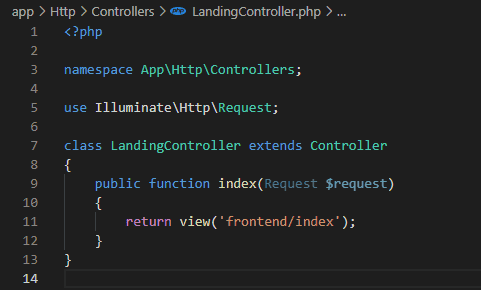 app > Http > Controllers > php LandingController.php > ...
1 <?php
2
3 namespace App\Http\Controllers;
4
5 use Illuminate\Http\Request;
6
7 class LandingController extends Controller
8 {
9     public function index(Request $request)
10     {
11         return view('frontend/index');
12     }
13 }
14